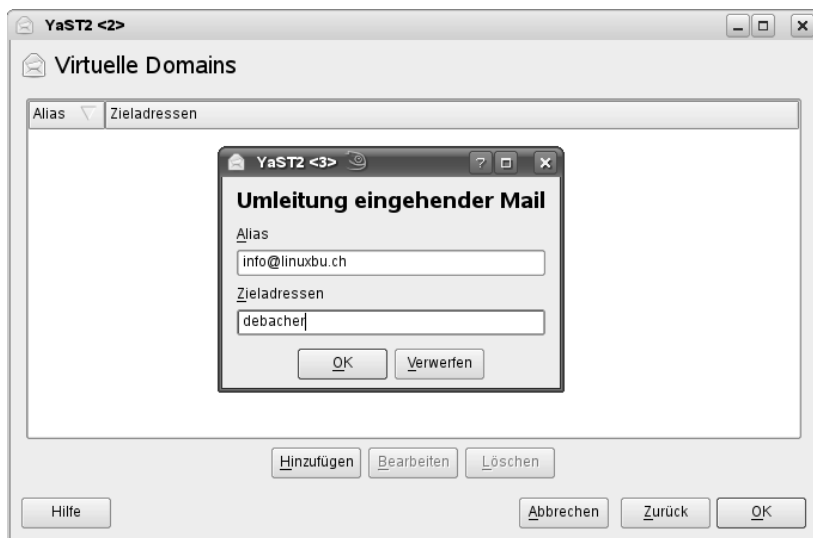 YaST2 <2>
Virtuelle Domains
Alias Zieladressen
YaST2 <3>
Umleitung eingehender Mail
Alias
info@linuxbu.ch
Zieladressen
debacher
OK Verwerfen
Hinzufügen Bearbeiten Löschen
Hilfe Abbrechen Zurück OK